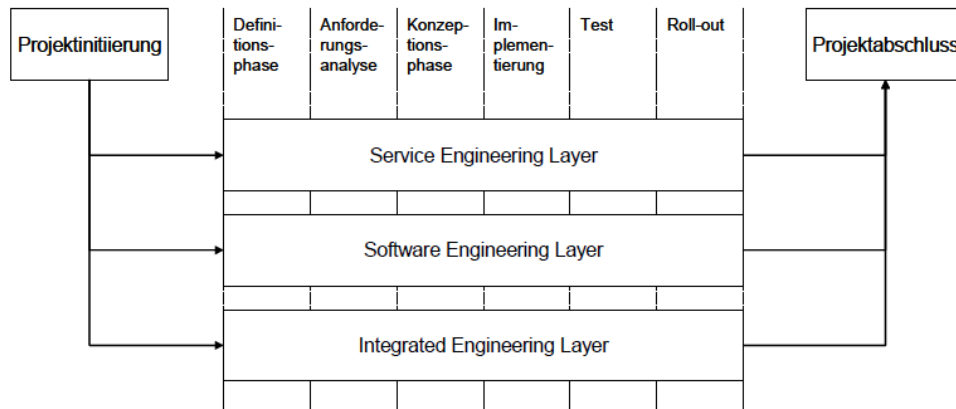 Projektinitiierung
Defini-
tions-
phase
Anforde-
rungs-
analyse
Konzep-
tions-
phase
Im-
plemen-
tierung
Test
Roll-out
Projektabschluss
Service Engineering Layer
Software Engineering Layer
Integrated Engineering Layer